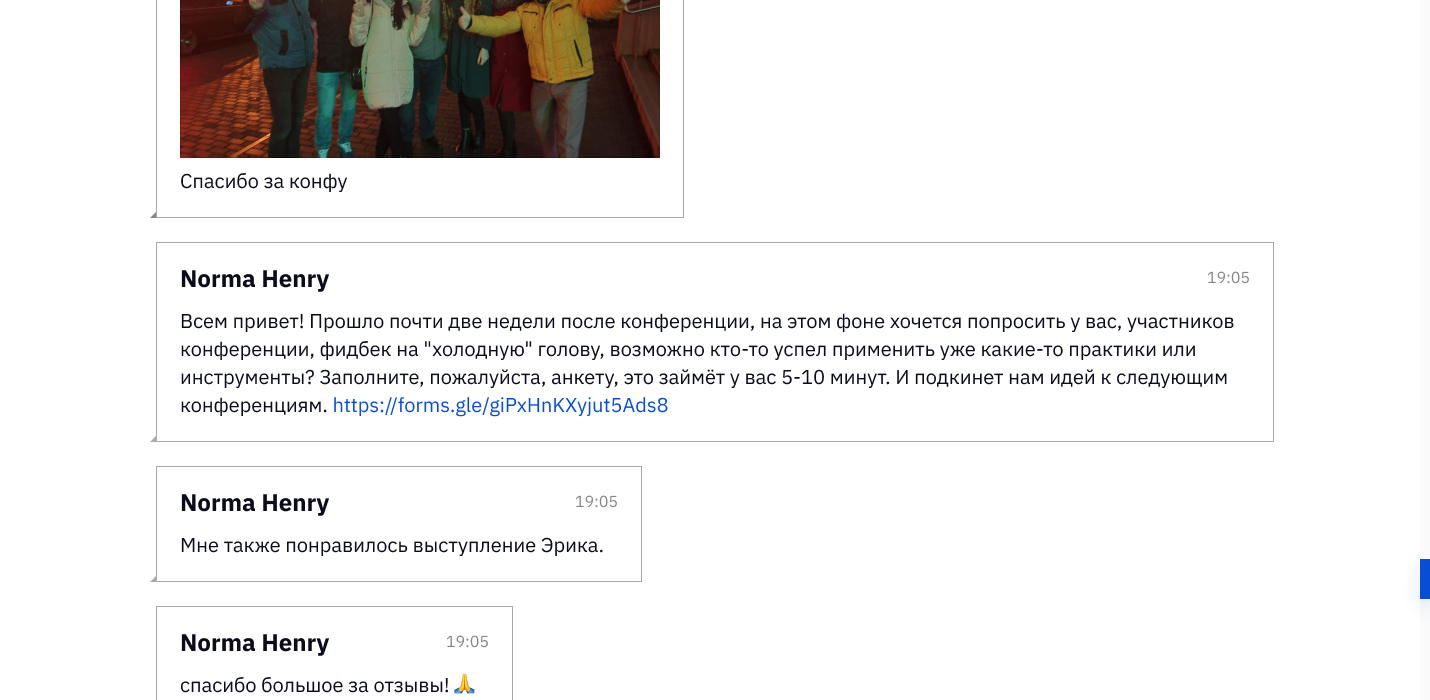 Спасибо за конфу
Norma Henry
19:05
Всем привет! Прошло почти две недели после конференции, на этом фоне хочется попросить у вас, участников
конференции, фидбек на "холодную" голову, возможно кто-то успел применить уже какие-то практики или
инструменты? Заполните, пожалуйста, анкету, это займёт у вас 5-10 минут. И подкинет нам идей к следующим
конференциям. https://forms.gle/giPxHnKXyjut5Ads8
Norma Henry
19:05
Мне также понравилось выступление Эрика.
Norma Henry
19:05
спасибо большое за отзывы! 🙏